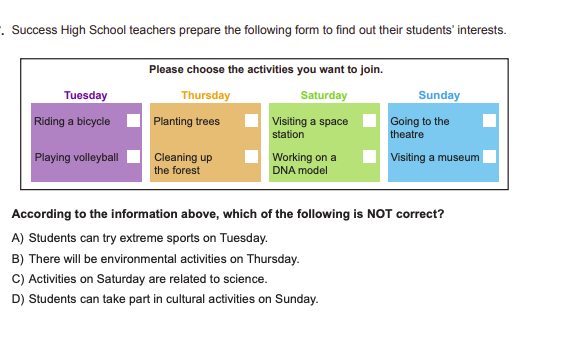 . Success High School teachers prepare the following form to find out their students' interests.
Please choose the activities you want to join.
Tuesday
Riding a bicycle
Playing volleyball
Thursday
Planting trees
Cleaning up
the forest
Saturday
Visiting a space
station
Working on a
DNA model
Sunday
Going to the
theatre
Visiting a museum
According to the information above, which of the following is NOT correct?
A) Students can try extreme sports on Tuesday.
B) There will be environmental activities on Thursday.
C) Activities on Saturday are related to science.
D) Students can take part in cultural activities on Sunday.